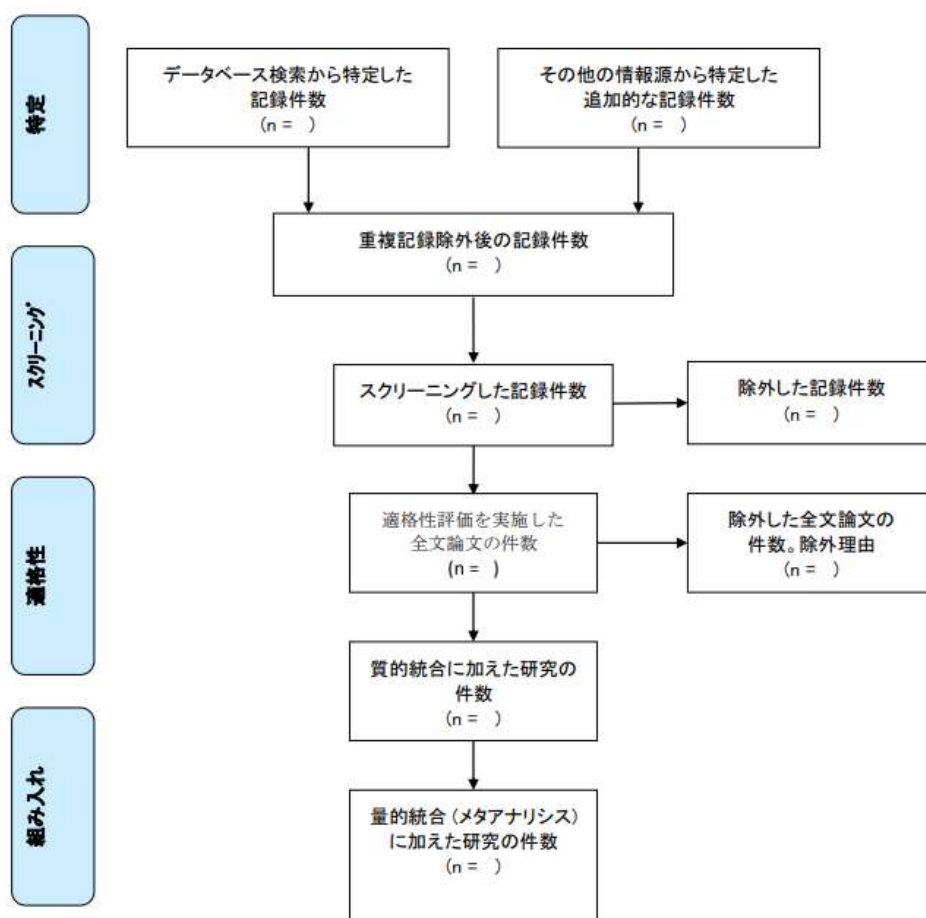 特定
データベース検索から特定した
記録件数
(n =   )
その他の情報源から特定した
追加的な記録件数
(n =   )
重複記録除外後の記録件数
(n =   )
スクリーニング
スクリーニングした記録件数
(n =   )
除外した記録件数
(n =   )
適格性
適格性評価を実施した
全文論文の件数
(n =  )
除外した全文論文の
件数。除外理由
(n =   )
質的統合に加えた研究の
件数
(n =   )
組み入れ
量的統合(メタアナリシス)
に加えた研究の件数
(n =   )